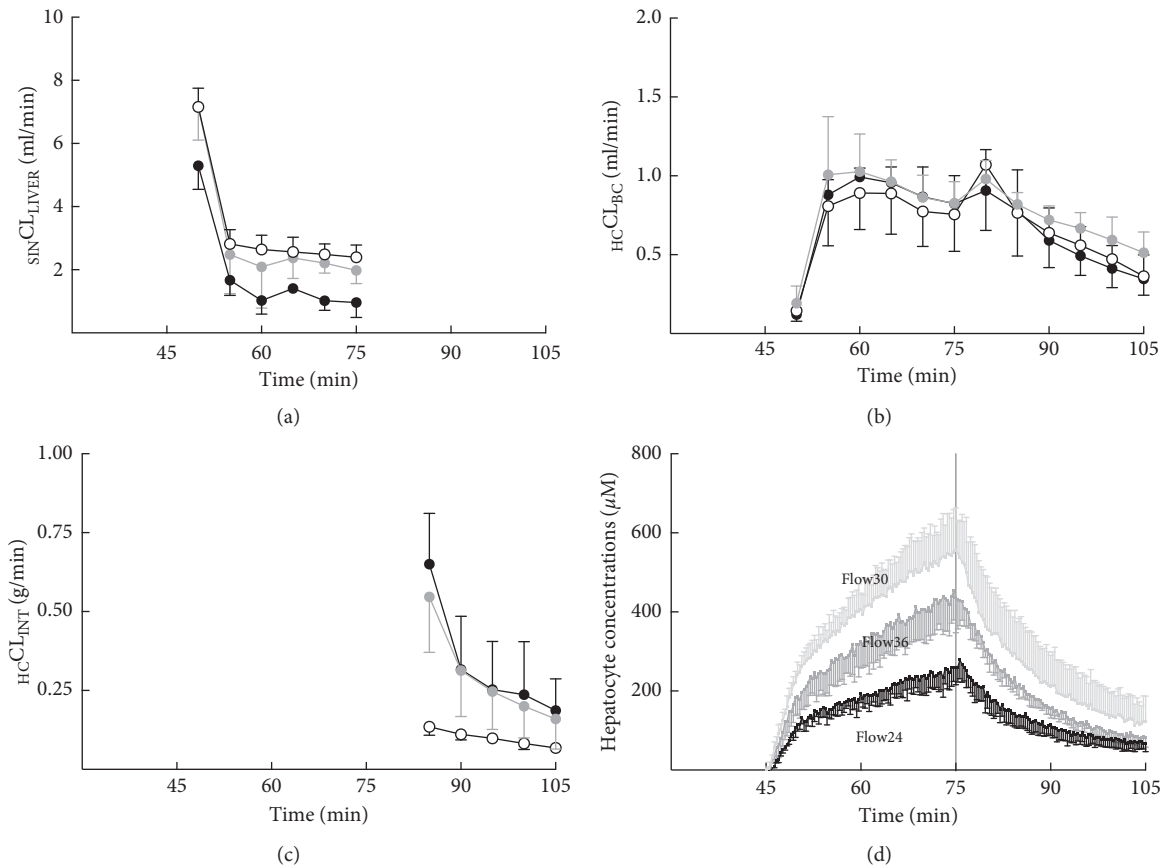 10
8
6
4
2
SINCLLIVER (ml/min)
45 60 75 90 105
Time (min)
(a)
2.0
1.5
1.0
0.5
HCCLBC (ml/min)
45 60 75 90 105
Time (min)
(b)
1.00
0.75
0.50
0.25
HCCLINT (g/min)
45 60 75 90 105
Time (min)
(c)
800
600
400
200
Hepatocyte concentrations (μM)
Flow30
Flow36
Flow24
45 60 75 90 105
Time (min)
(d)